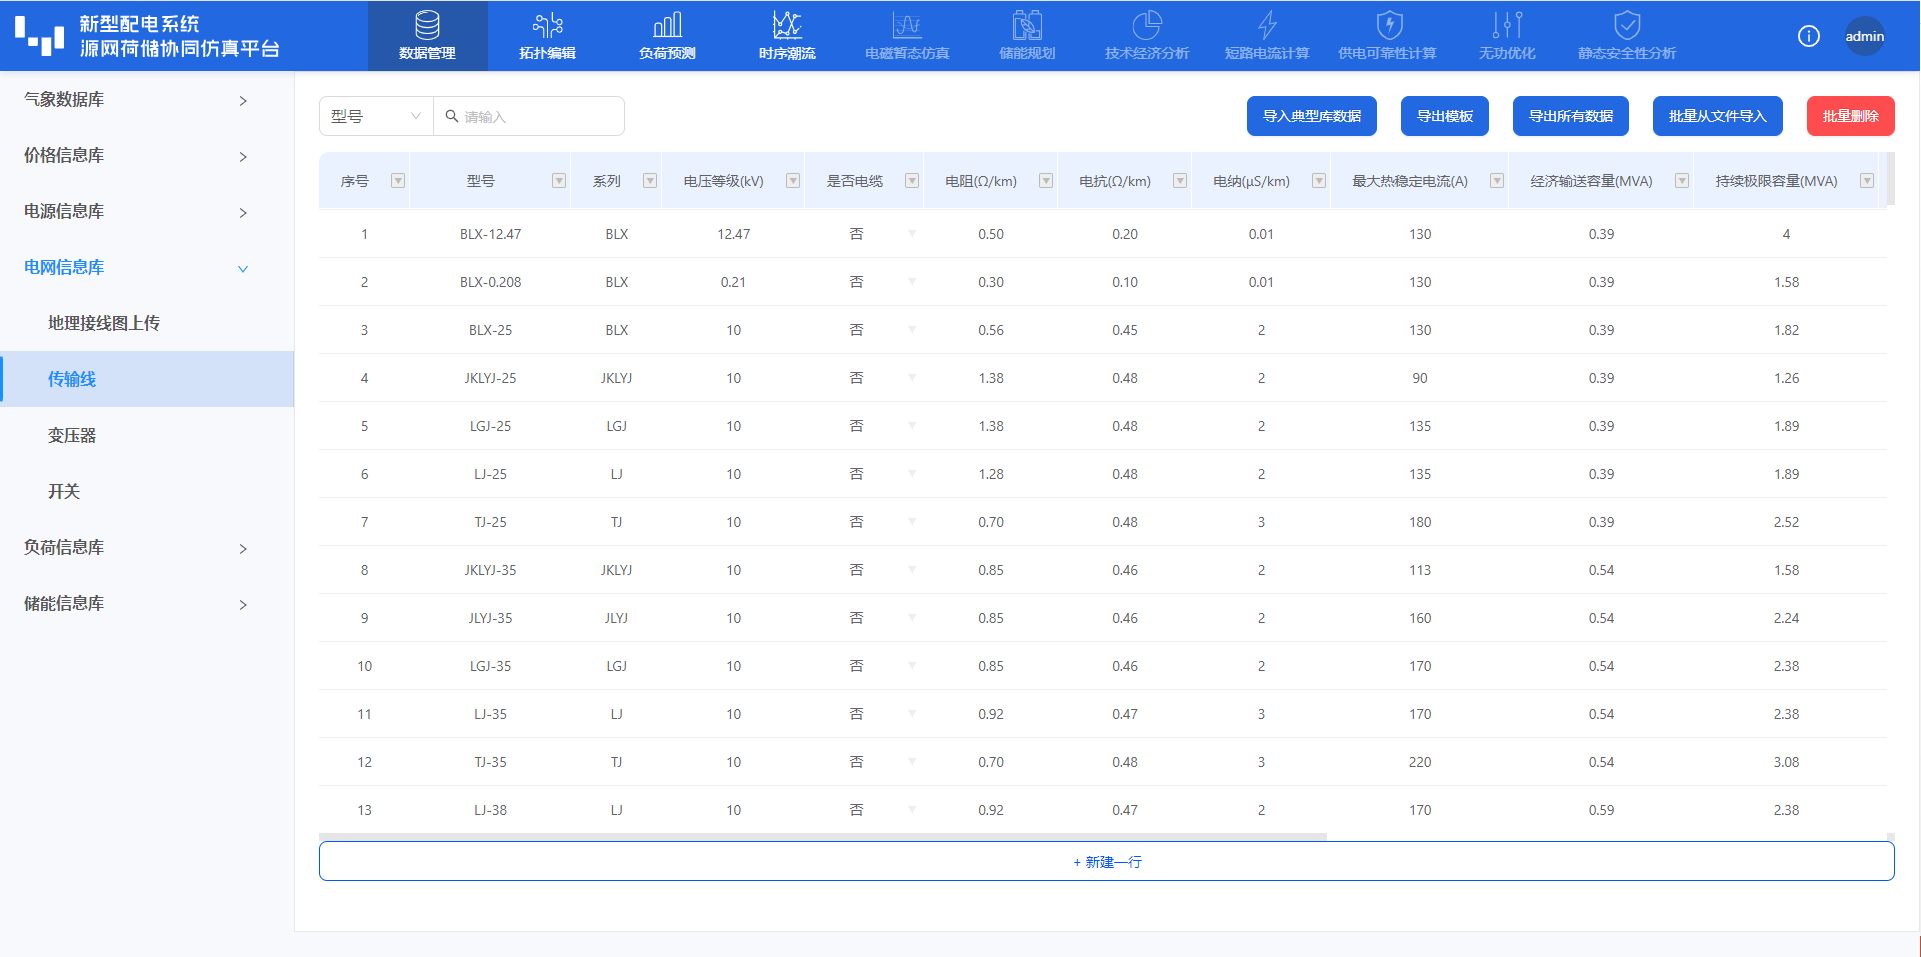 新型配电系统
源网荷储协同仿真平台
数据管理 拓扑编辑 负荷预测 时序潮流 电磁暂态仿真 储能规划 技术经济分析 短路电流计算 供电可靠性计算 无功优化 静态安全性分析
admin
气象数据库
价格信息库
电源信息库
电网信息库
地理接线图上传
传输线
变压器
开关
负荷信息库
储能信息库
型号 请输入 导入典型库数据 导出模板 导出所有数据 批量从文件导入 批量删除
序号 型号 系列 电压等级(kV) 是否电缆 电阻(Ω/km) 电抗(Ω/km) 电纳(μS/km) 最大热稳定电流(A) 经济输送容量(MVA) 持续极限容量(MVA)
1 BLX-12.47 BLX 12.47 否 0.50 0.20 0.01 130 0.39 4
2 BLX-0.208 BLX 0.21 否 0.30 0.10 0.01 130 0.39 1.58
3 BLX-25 BLX 10 否 0.56 0.45 2 130 0.39 1.82
4 JKLYJ-25 JKLYJ 10 否 1.38 0.48 2 90 0.39 1.26
5 LGJ-25 LGJ 10 否 1.38 0.48 2 135 0.39 1.89
6 LJ-25 LJ 10 否 1.28 0.48 2 135 0.39 1.89
7 TJ-25 TJ 10 否 0.70 0.48 3 180 0.39 2.52
8 JKLYJ-35 JKLYJ 10 否 0.85 0.46 2 113 0.54 1.58
9 JLYJ-35 JLYJ 10 否 0.85 0.46 2 160 0.54 2.24
10 LGJ-35 LGJ 10 否 0.85 0.46 2 170 0.54 2.38
11 LJ-35 LJ 10 否 0.92 0.47 3 170 0.54 2.38
12 TJ-35 TJ 10 否 0.70 0.48 3 220 0.54 3.08
13 LJ-38 LJ 10 否 0.92 0.47 2 170 0.59 2.38
+ 新建一行